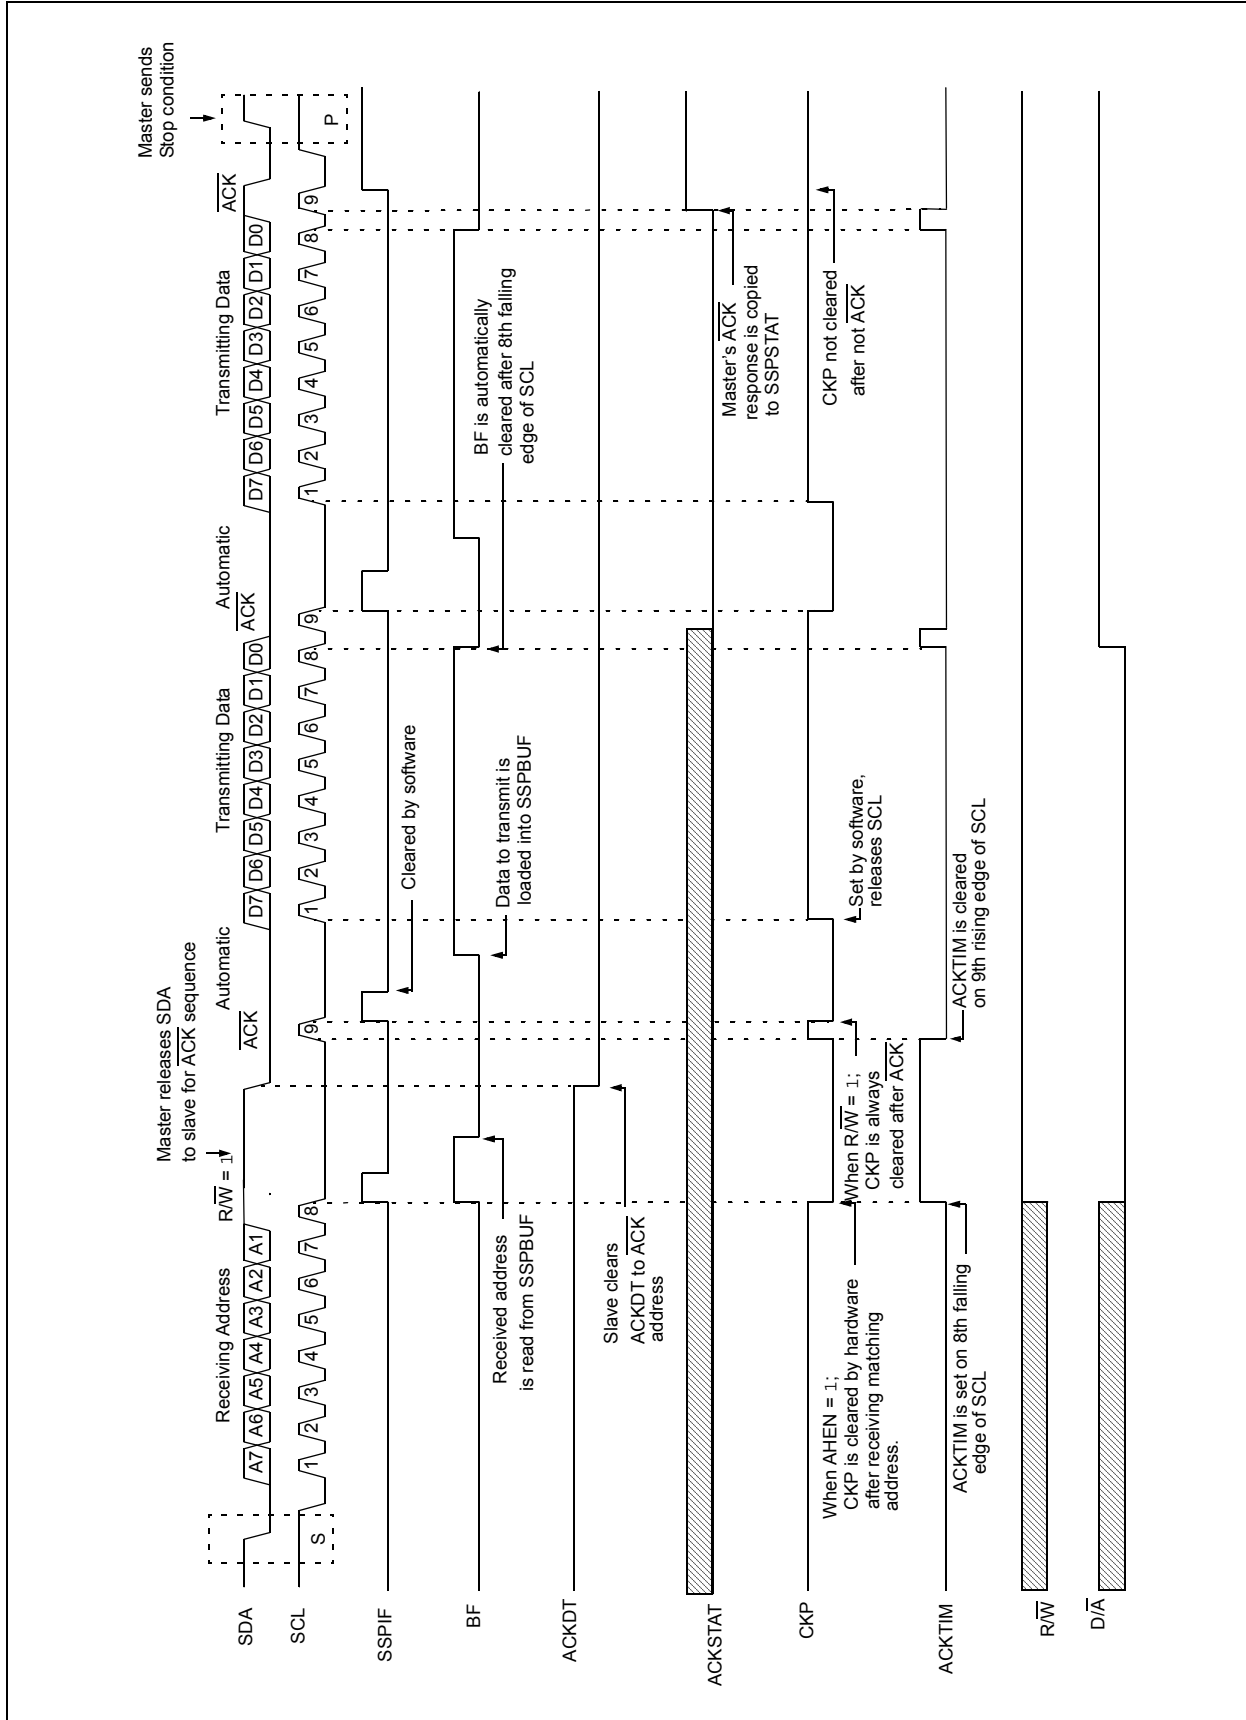 Master sends
Stop condition
Master releases SDA
to slave for ACK sequence
Receiving Address
R/W = 1
ACK
Automatic
Transmitting Data
ACK
Automatic
Transmitting Data
ACK
SDA
A7 A6 A5 A4 A3 A2 A1
D7 D6 D5 D4 D3 D2 D1 D0
D7 D6 D5 D4 D3 D2 D1 D0
SCL
S
1 2 3 4 5 6 7 8 9
1 2 3 4 5 6 7 8 9
1 2 3 4 5 6 7 8 9
P
SSPIF
Cleared by software
BF
Received address
is read from SSPBUF
Data to transmit is
loaded into SSPBUF
BF is automatically
cleared after 8th falling
edge of SCL
ACKDT
Slave clears
ACKDT to ACK
address
ACKSTAT
Master's ACK
response is copied
to SSPSTAT
CKP
When AHEN = 1;
CKP is cleared by hardware
after receiving matching
address.
When R/W = 1;
CKP is always
cleared after ACK
Set by software,
releases SCL
CKP not cleared
after not ACK
ACKTIM
ACKTIM is set on 8th falling
edge of SCL
ACKTIM is cleared
on 9th rising edge of SCL
R/W
D/A